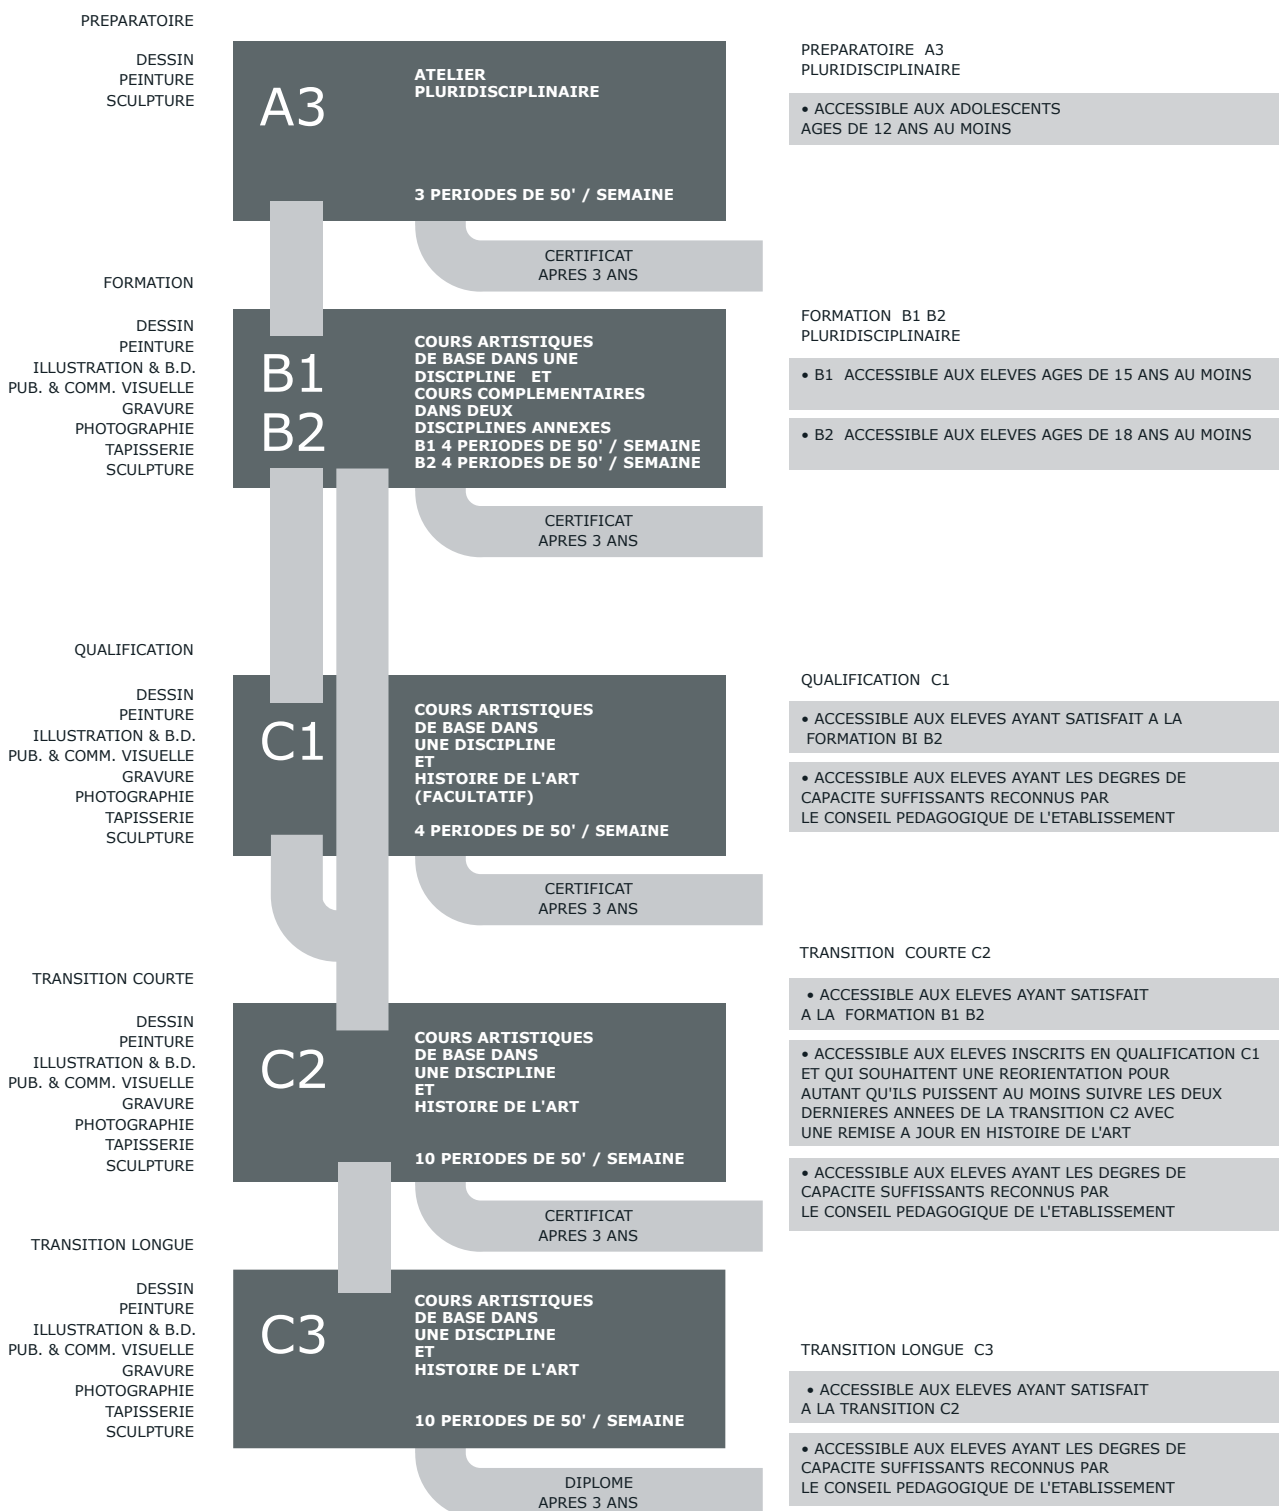 PREPARATOIRE
DESSIN
PEINTURE
SCULPTURE
A3
ATELIER
PLURIDISCIPLINAIRE
3 PERIODES DE 50' / SEMAINE
CERTIFICAT
APRES 3 ANS
PREPARATOIRE A3
PLURIDISCIPLINAIRE
• ACCESSIBLE AUX ADOLESCENTS
AGES DE 12 ANS AU MOINS
FORMATION
DESSIN
PEINTURE
ILLUSTRATION & B.D.
PUB. & COMM. VISUELLE
GRAVURE
PHOTOGRAPHIE
TAPISSERIE
SCULPTURE
B1
B2
COURS ARTISTIQUES
DE BASE DANS UNE
DISCIPLINE ET
COURS COMPLEMENTAIRES
DANS DEUX
DISCIPLINES ANNEXES
B1 4 PERIODES DE 50' / SEMAINE
B2 4 PERIODES DE 50' / SEMAINE
CERTIFICAT
APRES 3 ANS
FORMATION B1 B2
PLURIDISCIPLINAIRE
• B1 ACCESSIBLE AUX ELEVES AGES DE 15 ANS AU MOINS
• B2 ACCESSIBLE AUX ELEVES AGES DE 18 ANS AU MOINS
QUALIFICATION
DESSIN
PEINTURE
ILLUSTRATION & B.D.
PUB. & COMM. VISUELLE
GRAVURE
PHOTOGRAPHIE
TAPISSERIE
SCULPTURE
C1
COURS ARTISTIQUES
DE BASE DANS
UNE DISCIPLINE
ET
HISTOIRE DE L'ART
(FACULTATIF)
4 PERIODES DE 50' / SEMAINE
CERTIFICAT
APRES 3 ANS
QUALIFICATION C1
• ACCESSIBLE AUX ELEVES AYANT SATISFAIT A LA
FORMATION BI B2
• ACCESSIBLE AUX ELEVES AYANT LES DEGRES DE
CAPACITE SUFFISSANTS RECONNUS PAR
LE CONSEIL PEDAGOGIQUE DE L'ETABLISSEMENT
TRANSITION COURTE
DESSIN
PEINTURE
ILLUSTRATION & B.D.
PUB. & COMM. VISUELLE
GRAVURE
PHOTOGRAPHIE
TAPISSERIE
SCULPTURE
C2
COURS ARTISTIQUES
DE BASE DANS
UNE DISCIPLINE
ET
HISTOIRE DE L'ART
10 PERIODES DE 50' / SEMAINE
CERTIFICAT
APRES 3 ANS
TRANSITION COURTE C2
• ACCESSIBLE AUX ELEVES AYANT SATISFAIT
A LA FORMATION B1 B2
• ACCESSIBLE AUX ELEVES INSCRITS EN QUALIFICATION C1
ET QUI SOUHAITENT UNE REORIENTATION POUR
AUTANT QU'ILS PUISSENT AU MOINS SUIVRE LES DEUX
DERNIERES ANNEES DE LA TRANSITION C2 AVEC
UNE REMISE A JOUR EN HISTOIRE DE L'ART
• ACCESSIBLE AUX ELEVES AYANT LES DEGRES DE
CAPACITE SUFFISSANTS RECONNUS PAR
LE CONSEIL PEDAGOGIQUE DE L'ETABLISSEMENT
TRANSITION LONGUE
DESSIN
PEINTURE
ILLUSTRATION & B.D.
PUB. & COMM. VISUELLE
GRAVURE
PHOTOGRAPHIE
TAPISSERIE
SCULPTURE
C3
COURS ARTISTIQUES
DE BASE DANS
UNE DISCIPLINE
ET
HISTOIRE DE L'ART
10 PERIODES DE 50' / SEMAINE
DIPLOME
APRES 3 ANS
TRANSITION LONGUE C3
• ACCESSIBLE AUX ELEVES AYANT SATISFAIT
A LA TRANSITION C2
• ACCESSIBLE AUX ELEVES AYANT LES DEGRES DE
CAPACITE SUFFISSANTS RECONNUS PAR
LE CONSEIL PEDAGOGIQUE DE L'ETABLISSEMENT